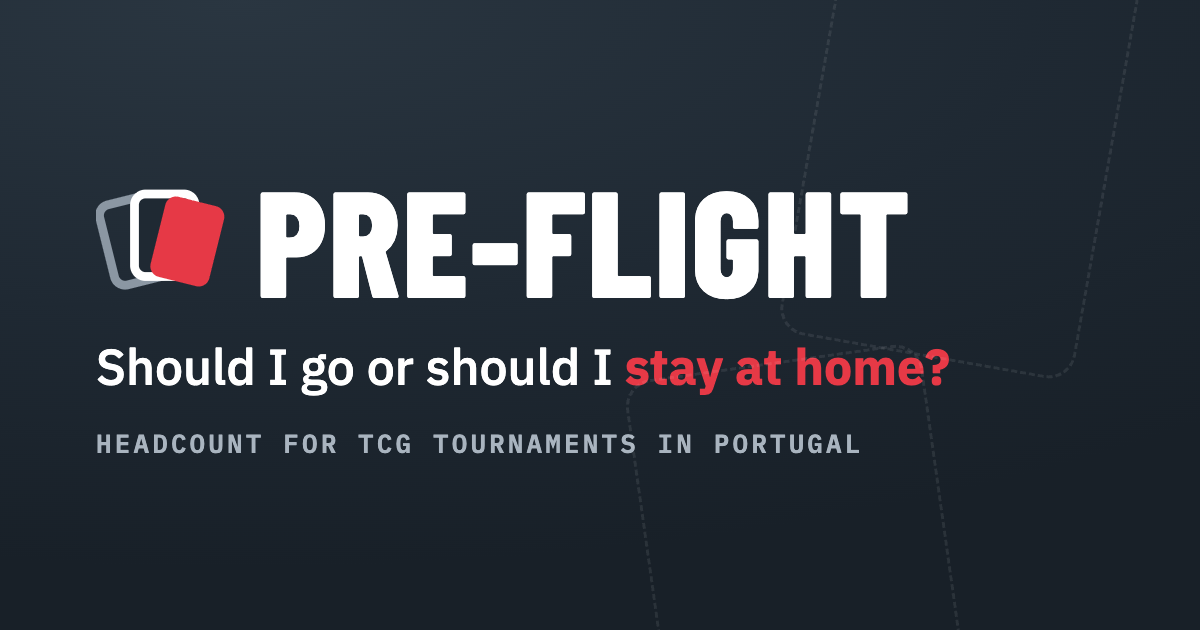 PRE-FLIGHT
Should I go or should I stay at home?
HEADCOUNT FOR TCG TOURNAMENTS IN PORTUGAL